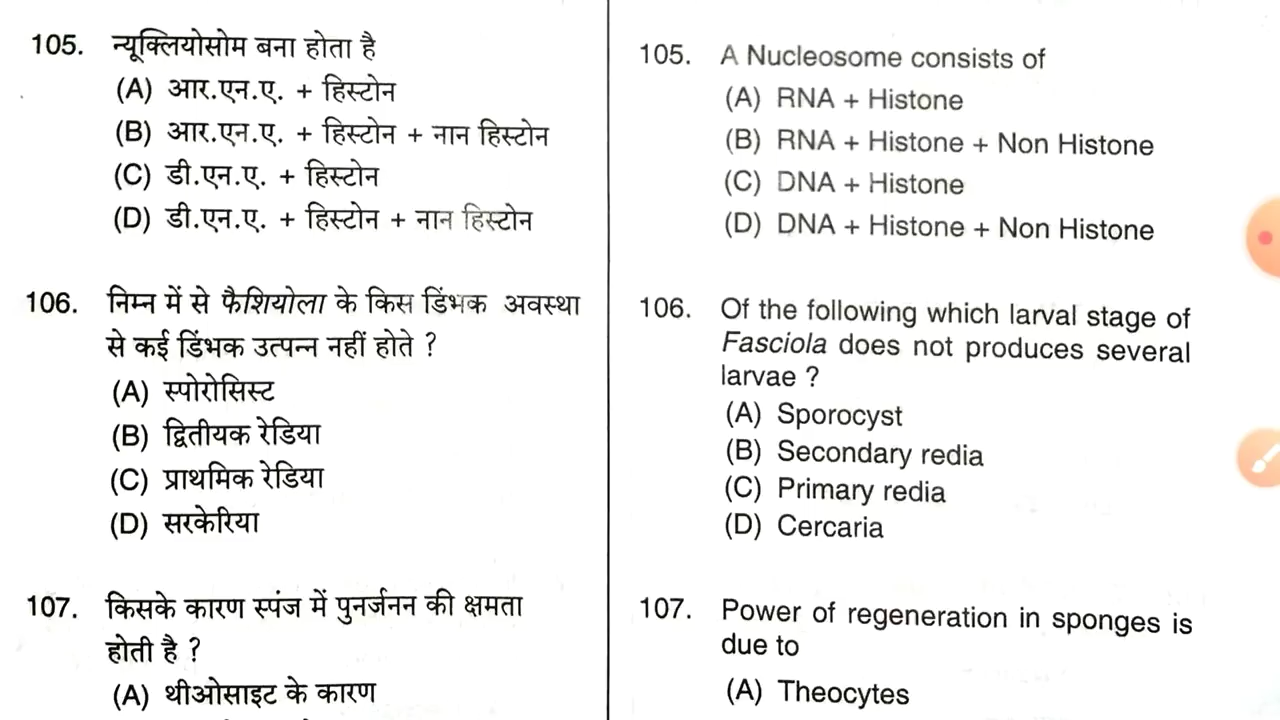 105. न्यूक्लियोसोम बना होता है
(A) आर.एन.ए. + हिस्टोन
(B) आर.एन.ए. + हिस्टोन + नान हिस्टोन
(C) डी.एन.ए. + हिस्टोन
(D) डी.एन.ए. + हिस्टोन + नान हिस्टोन
106. निम्न में से फैशियोला के किस डिंभक अवस्था
से कई डिंभक उत्पन्न नहीं होते ?
(A) स्पोरोसिस्ट
(B) द्वितीयक रेडिया
(C) प्राथमिक रेडिया
(D) सरकेरिया
107. किसके कारण स्पंज में पुनर्जनन की क्षमता
होती है ?
(A) थीओसाइट के कारण
105. A Nucleosome consists of
(A) RNA + Histone
(B) RNA + Histone + Non Histone
(C) DNA + Histone
(D) DNA + Histone + Non Histone
106. Of the following which larval stage of
Fasciola does not produces several
larvae ?
(A) Sporocyst
(B) Secondary redia
(C) Primary redia
(D) Cercaria
107. Power of regeneration in sponges is
due to
(A) Theocytes